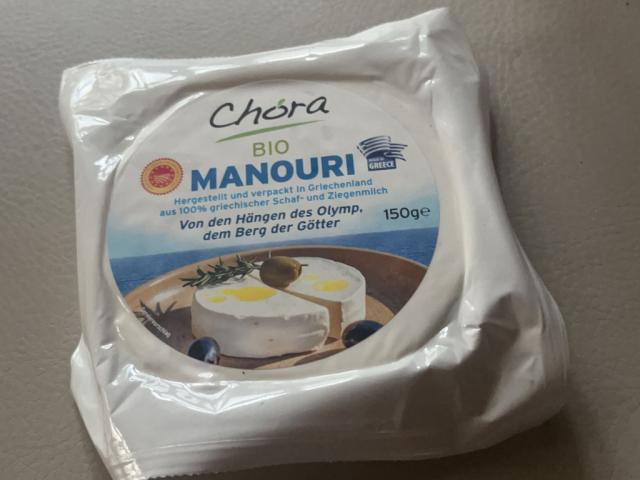 Chóra
BIO
MANOURI
GREECE
Hergestellt und verpackt in Griechenland
aus 100% griechischer Schaf- und Ziegenmilch
Von den Hängen des Olymp,
dem Berg der Götter
150g℮